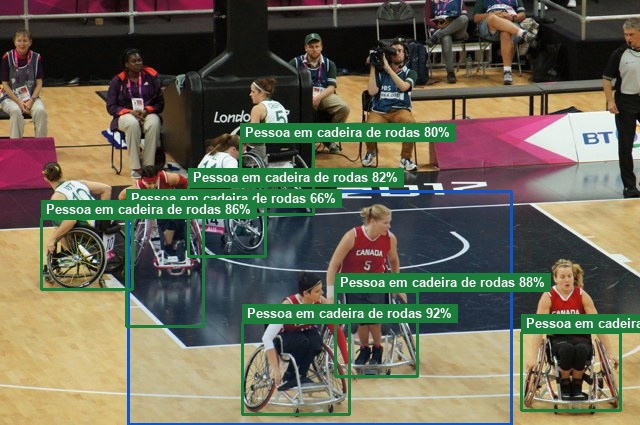 London
5
Pessoa em cadeira de rodas 80%
Pessoa em cadeira de rodas 82%
Pessoa em cadeira de rodas 66%
Pessoa em cadeira de rodas 86%
2012
BT
CANADA
5
Pessoa em cadeira de rodas 88%
CANADA
Pessoa em cadeira de rodas 92%
Pessoa em cadeira